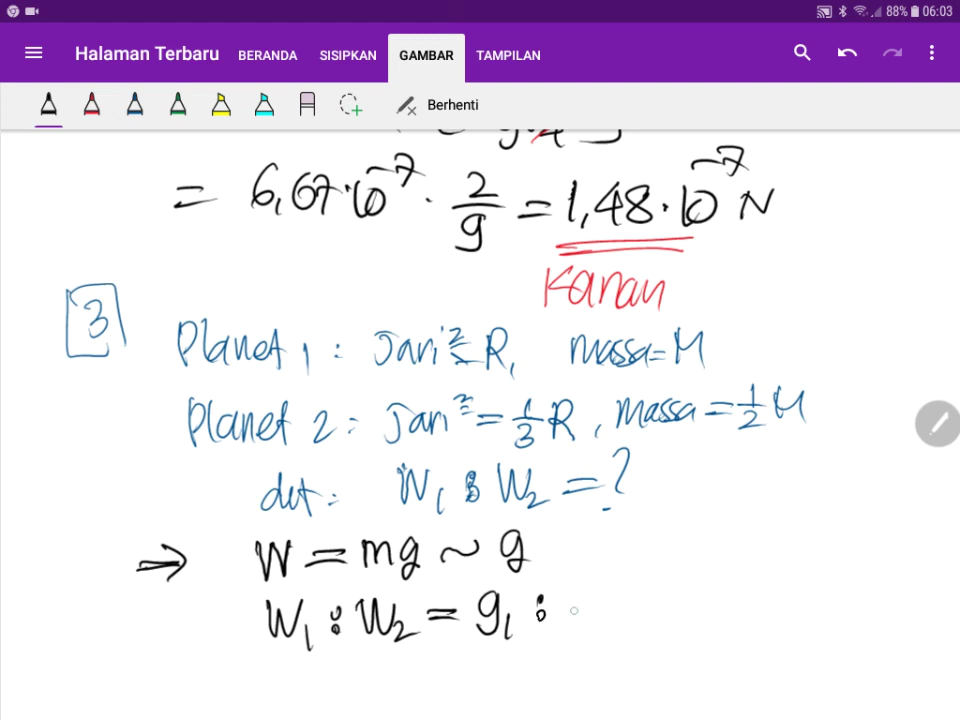 88% 06:03
Halaman Terbaru BERANDA SISIPKAN GAMBAR TAMPILAN
Berhenti
= 6,67·10⁻⁷ · 2/9 = 1,48·10⁻⁷ N
Kanan
3
Planet 1 : Jari² = R, massa = M
Planet 2 : Jari² = 1/3 R, massa = 1/2 M
dit : W₁ : W₂ = ?
⇒ W = mg ~ g
W₁ : W₂ = g₁ :